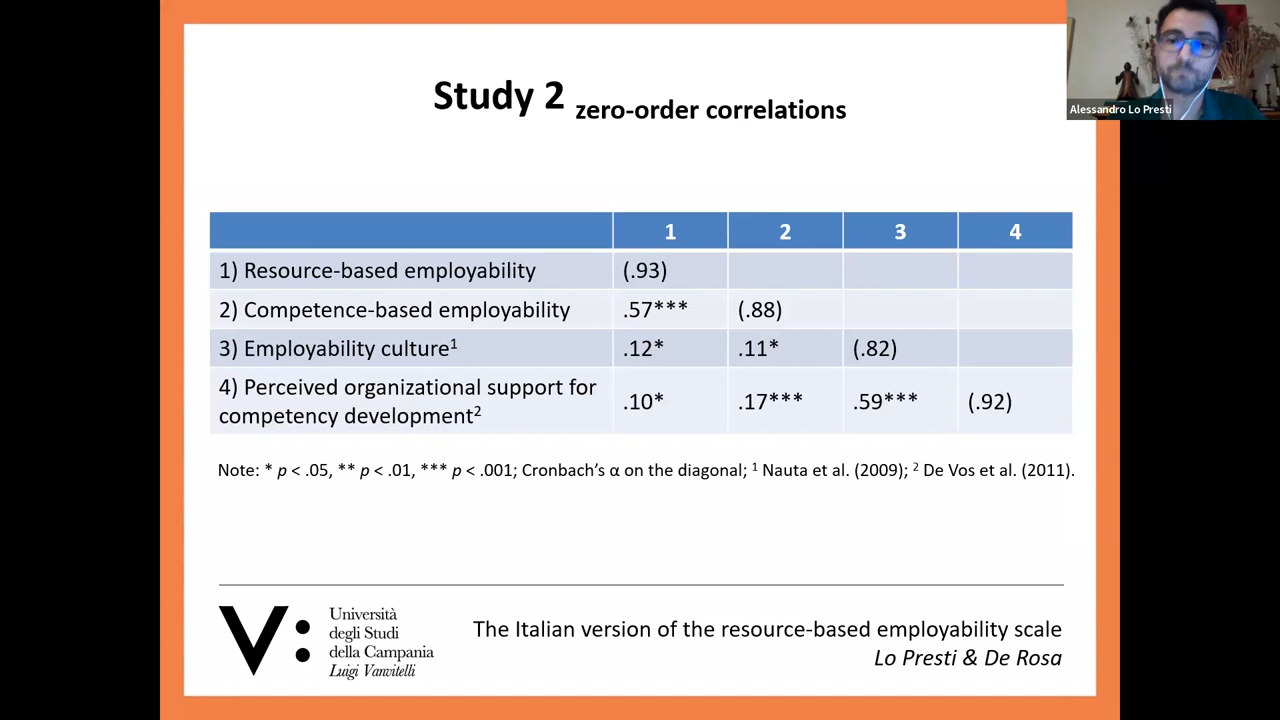 Study 2 zero-order correlations
Alessandro Lo Presti
1 2 3 4
1) Resource-based employability (.93)
2) Competence-based employability .57*** (.88)
3) Employability culture¹ .12* .11* (.82)
4) Perceived organizational support for
competency development² .10* .17*** .59*** (.92)
Note: * p < .05, ** p < .01, *** p < .001; Cronbach's α on the diagonal; ¹ Nauta et al. (2009); ² De Vos et al. (2011).
V:
Università
degli Studi
della Campania
Luigi Vanvitelli
The Italian version of the resource-based employability scale
Lo Presti & De Rosa